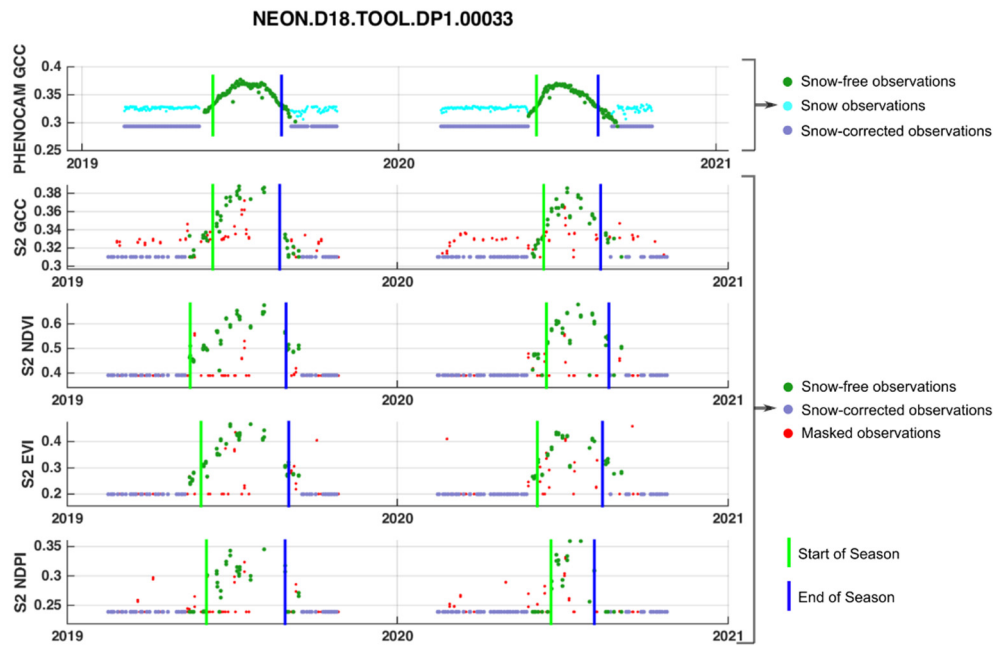 NEON.D18.TOOL.DP1.00033
PHENOCAM GCC
0.4
0.35
0.3
0.25
2019
2020
2021
Snow-free observations
Snow observations
Snow-corrected observations
S2 GCC
0.38
0.36
0.34
0.32
0.3
2019
2020
2021
S2 NDVI
0.6
0.5
0.4
2019
2020
2021
Snow-free observations
Snow-corrected observations
Masked observations
S2 EVI
0.4
0.3
0.2
2019
2020
2021
S2 NDPI
0.35
0.3
0.25
2019
2020
2021
Start of Season
End of Season